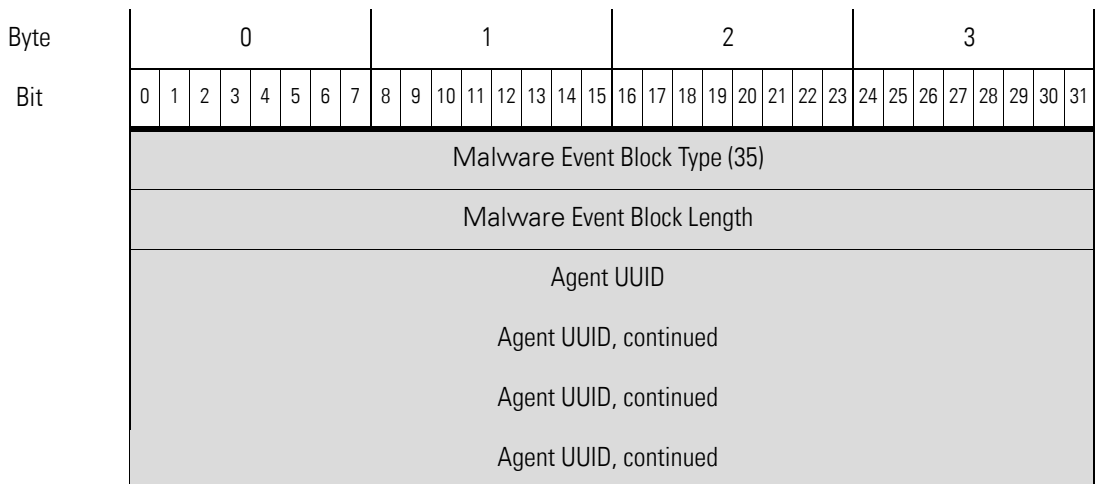 Byte 0 1 2 3
Bit 0 1 2 3 4 5 6 7 8 9 10 11 12 13 14 15 16 17 18 19 20 21 22 23 24 25 26 27 28 29 30 31
Malware Event Block Type (35)
Malware Event Block Length
Agent UUID
Agent UUID, continued
Agent UUID, continued
Agent UUID, continued